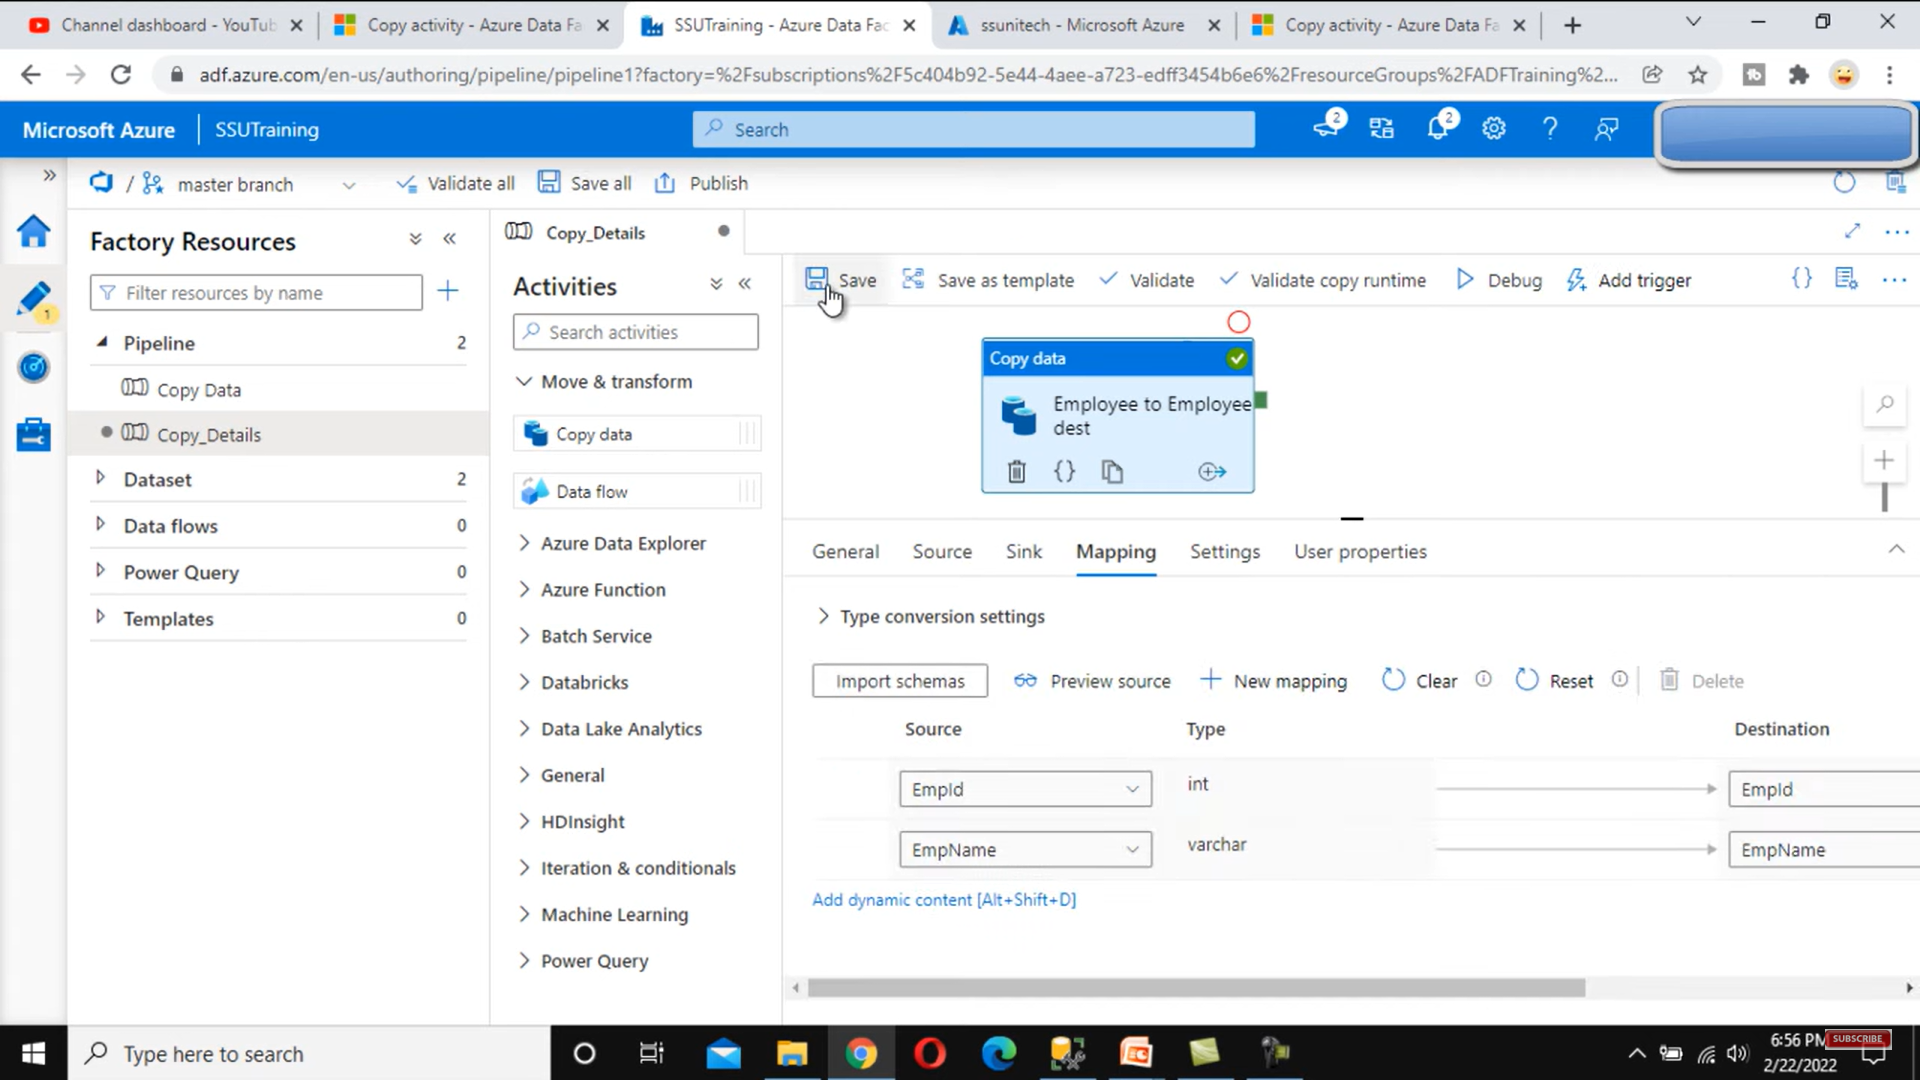 Channel dashboard - YouTub
Copy activity - Azure Data Fa
SSUTraining - Azure Data Fac
ssunitech - Microsoft Azure
Copy activity - Azure Data Fa
adf.azure.com/en-us/authoring/pipeline/pipeline1?factory=%2Fsubscriptions%2F5c404b92-5e44-4aee-a723-edff3454b6e6%2FresourceGroups%2FADFTraining%2...
Microsoft Azure
SSUTraining
Search
2
2
/ master branch
Validate all
Save all
Publish
Factory Resources
Filter resources by name
Pipeline 2
Copy Data
Copy_Details
Dataset 2
Data flows 0
Power Query 0
Templates 0
1
Copy_Details
Activities
Search activities
Move & transform
Copy data
Data flow
Azure Data Explorer
Azure Function
Batch Service
Databricks
Data Lake Analytics
General
HDInsight
Iteration & conditionals
Machine Learning
Power Query
Save
Save as template
Validate
Validate copy runtime
Debug
Add trigger
Copy data
Employee to Employee
dest
General Source Sink Mapping Settings User properties
Type conversion settings
Import schemas
Preview source
New mapping
Clear
Reset
Delete
Source Type Destination
EmpId int EmpId
EmpName varchar EmpName
Add dynamic content [Alt+Shift+D]
Type here to search
6:56 PM
2/22/2022
SUBSCRIBE